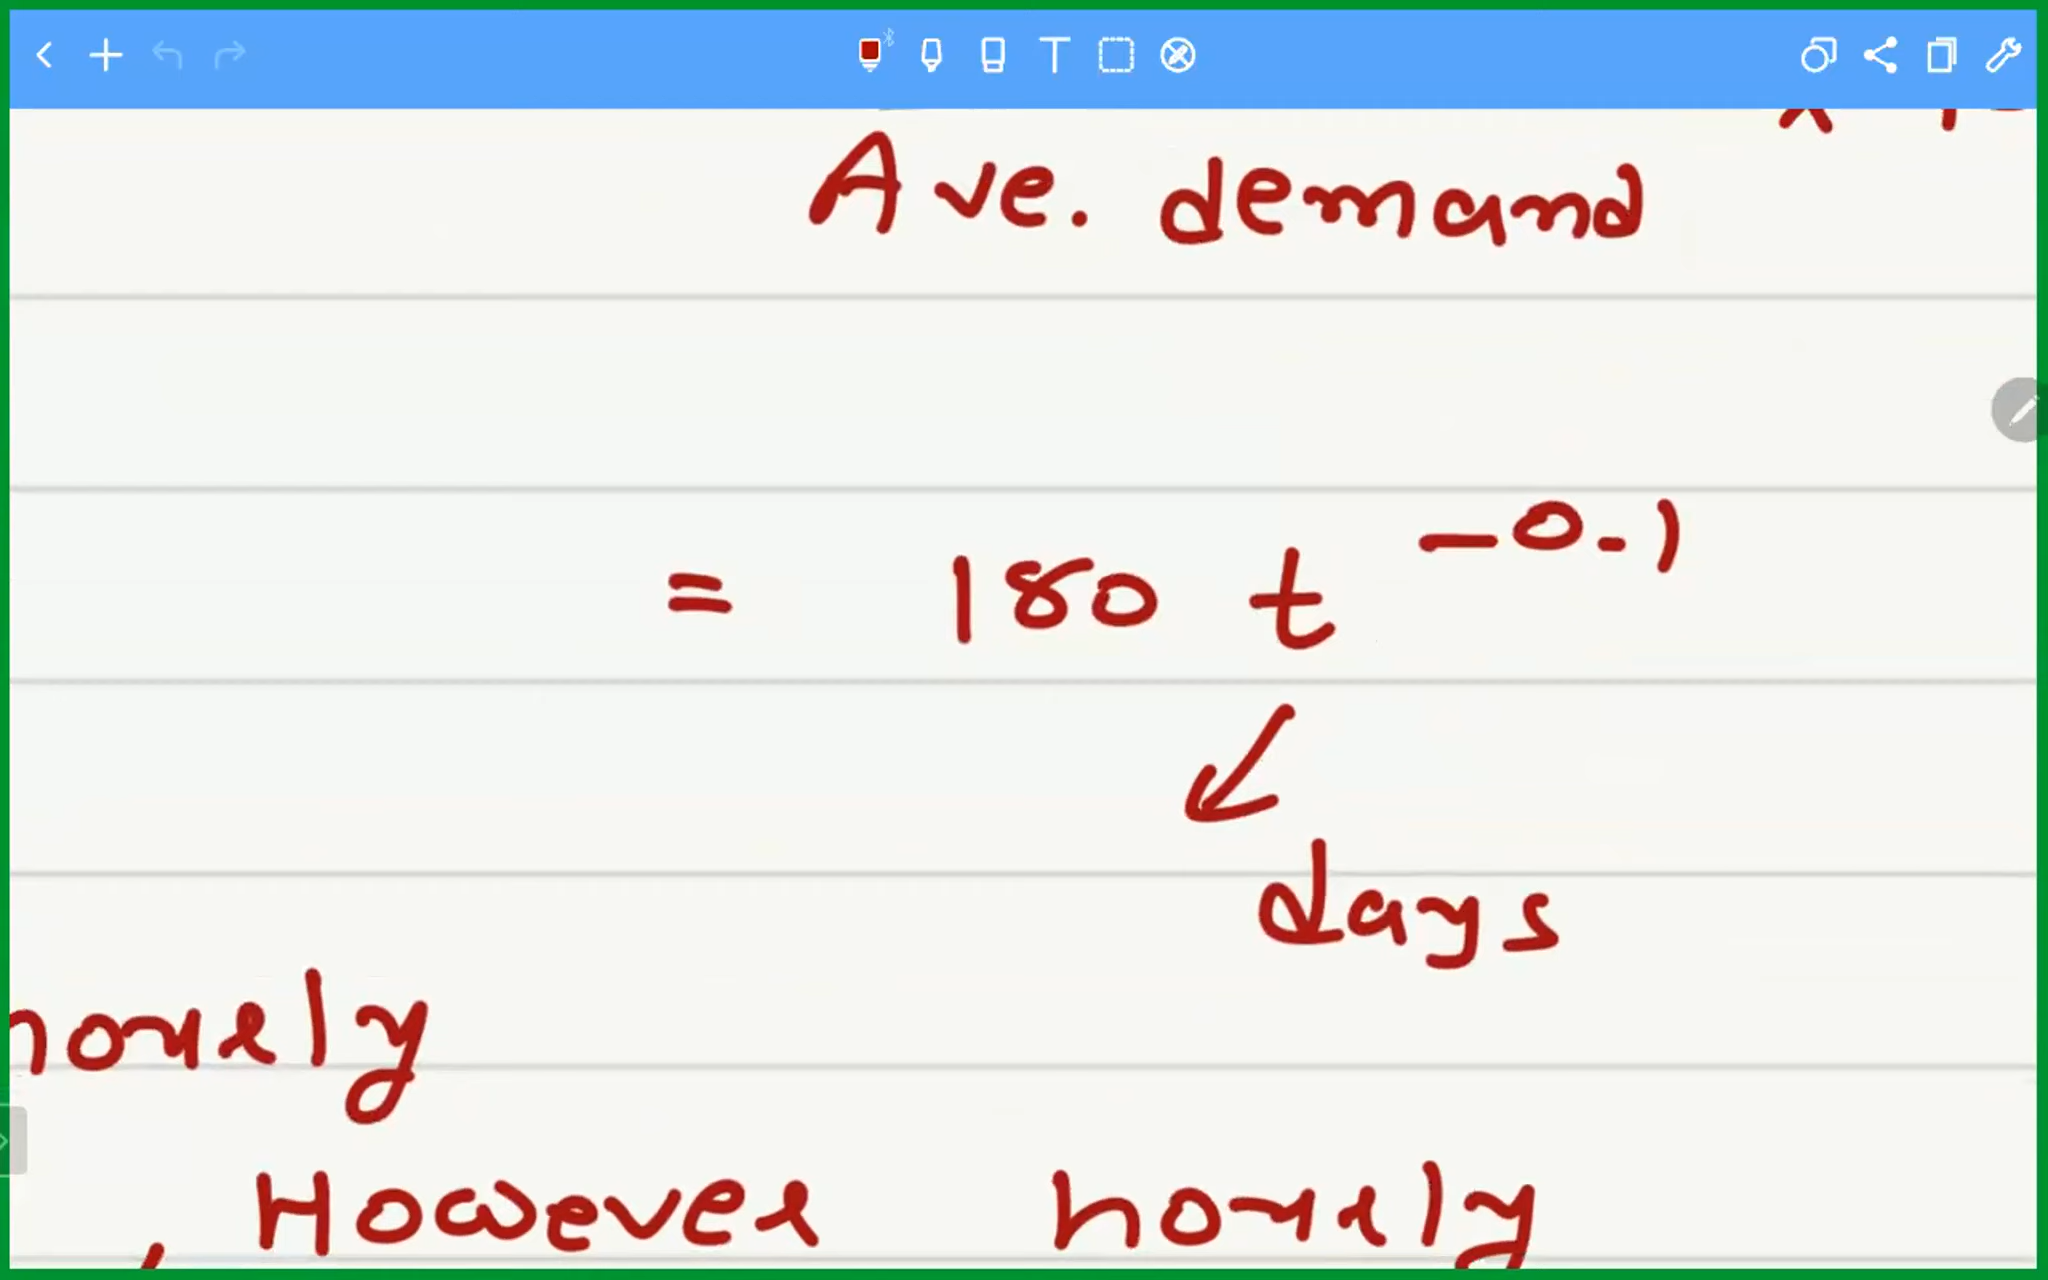 Ave. demand
= 180 t -0.1
days
hourly
, However hourly